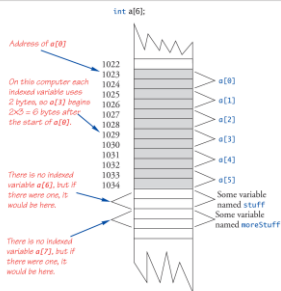 int a[6];
Address of a[0]
On this computer each
indexed variable uses
2 bytes, so a[3] begins
2×3 = 6 bytes after
the start of a[0].
There is no indexed
variable a[6], but if
there were one, it
would be here.
There is no indexed
variable a[7], but if
there were one, it
would be here.
1022
1023
1024
1025
1026
1027
1028
1029
1030
1031
1032
1033
1034
a[0]
a[1]
a[2]
a[3]
a[4]
a[5]
Some variable
named stuff
Some variable
named moreStuff